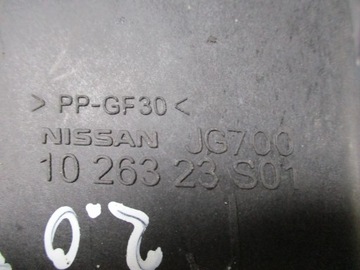 > PP-GF30 <
NISSAN JG700
10 263 23 S01
2.0